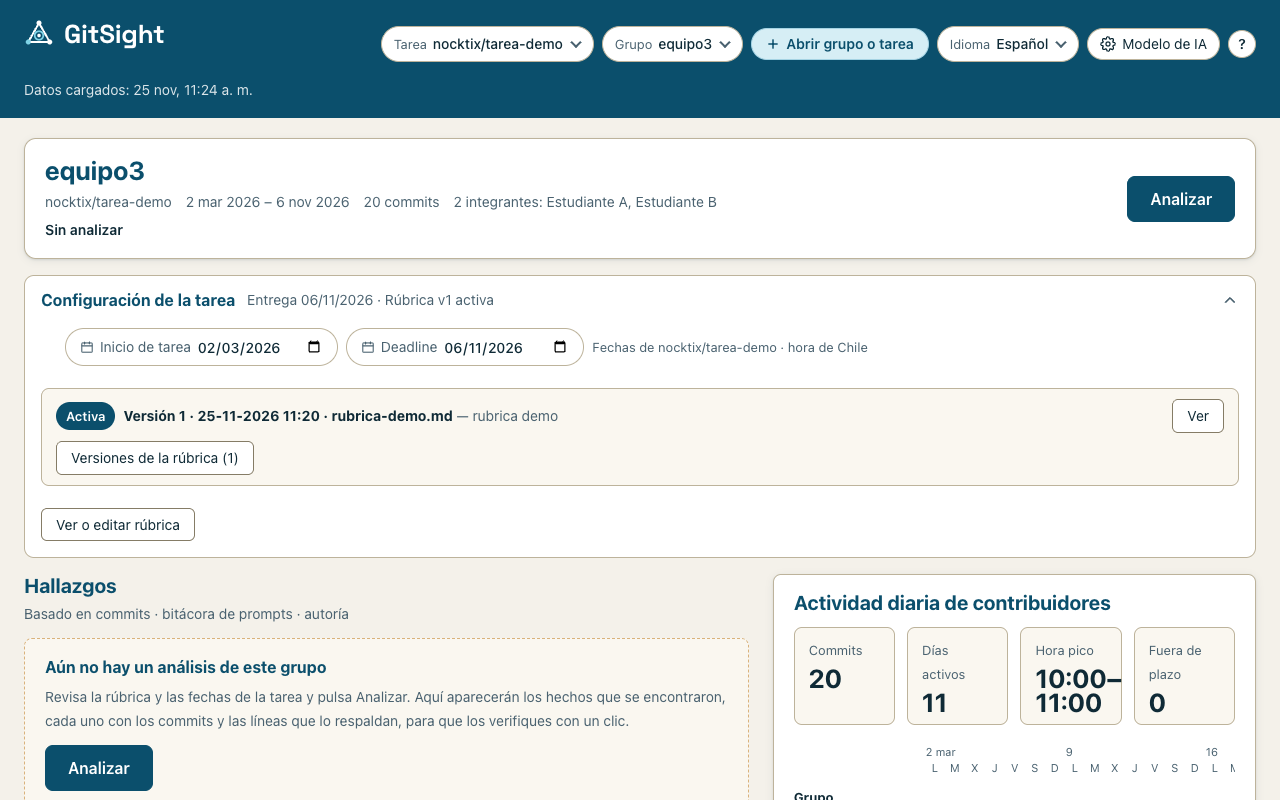 GitSight
Tarea nocktix/tarea-demo
Grupo equipo3
+ Abrir grupo o tarea
Idioma Español
Modelo de IA
?
Datos cargados: 25 nov, 11:24 a. m.
equipo3
nocktix/tarea-demo 2 mar 2026 – 6 nov 2026 20 commits 2 integrantes: Estudiante A, Estudiante B
Sin analizar
Analizar
Configuración de la tarea Entrega 06/11/2026 · Rúbrica v1 activa
Inicio de tarea 02/03/2026
Deadline 06/11/2026
Fechas de nocktix/tarea-demo · hora de Chile
Activa Versión 1 · 25-11-2026 11:20 · rubrica-demo.md — rubrica demo
Ver
Versiones de la rúbrica (1)
Ver o editar rúbrica
Hallazgos
Basado en commits · bitácora de prompts · autoría
Aún no hay un análisis de este grupo
Revisa la rúbrica y las fechas de la tarea y pulsa Analizar. Aquí aparecerán los hechos que se encontraron,
cada uno con los commits y las líneas que lo respaldan, para que los verifiques con un clic.
Analizar
Actividad diaria de contribuidores
Commits
20
Días
activos
11
Hora pico
10:00–
11:00
Fuera de
plazo
0
2 mar 9 16
L M X J V S D L M X J V S D L M
Grupo